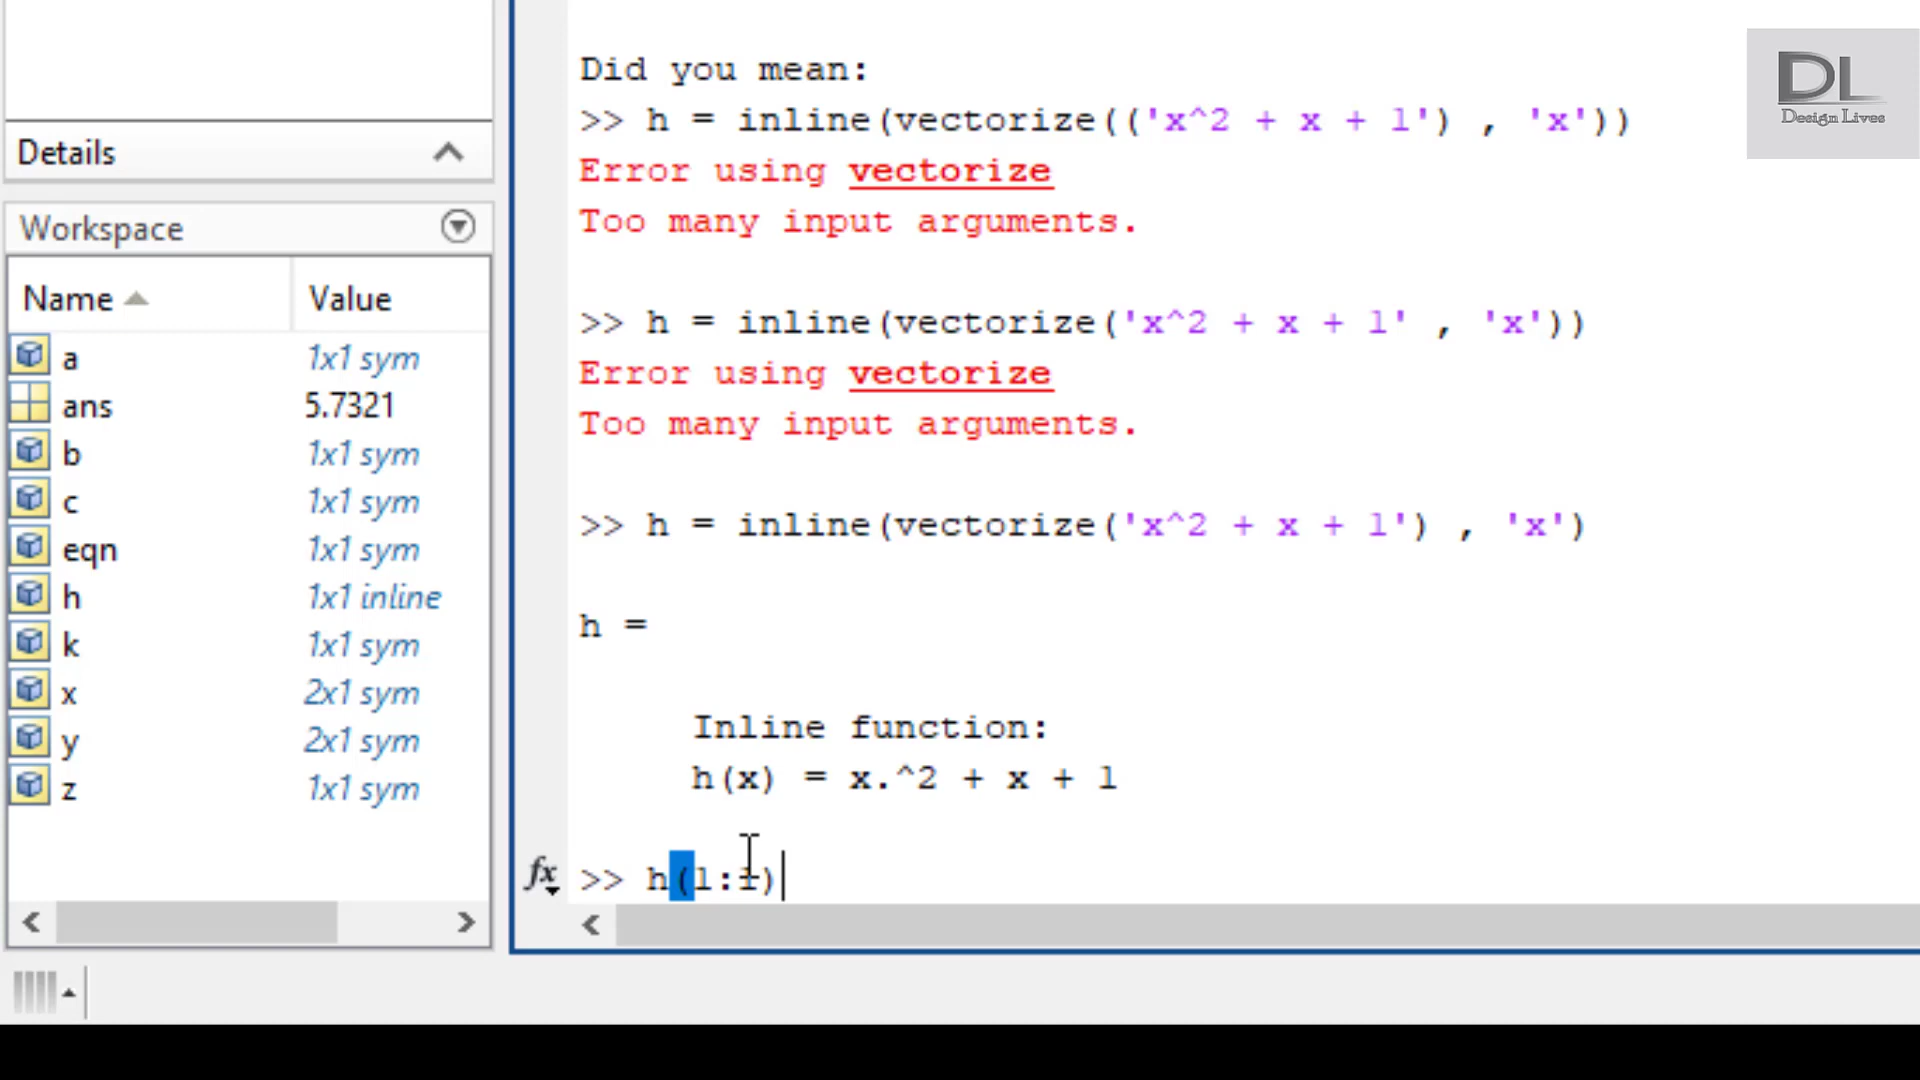 Details
Workspace
Name Value
a 1x1 sym
ans 5.7321
b 1x1 sym
c 1x1 sym
eqn 1x1 sym
h 1x1 inline
k 1x1 sym
x 2x1 sym
y 2x1 sym
z 1x1 sym
Did you mean:
>> h = inline(vectorize(('x^2 + x + 1') , 'x'))
Error using vectorize
Too many input arguments.
>> h = inline(vectorize('x^2 + x + 1' , 'x'))
Error using vectorize
Too many input arguments.
>> h = inline(vectorize('x^2 + x + 1') , 'x')
h =
Inline function:
h(x) = x.^2 + x + 1
fx >> h(1:1)
DL
Design Lives